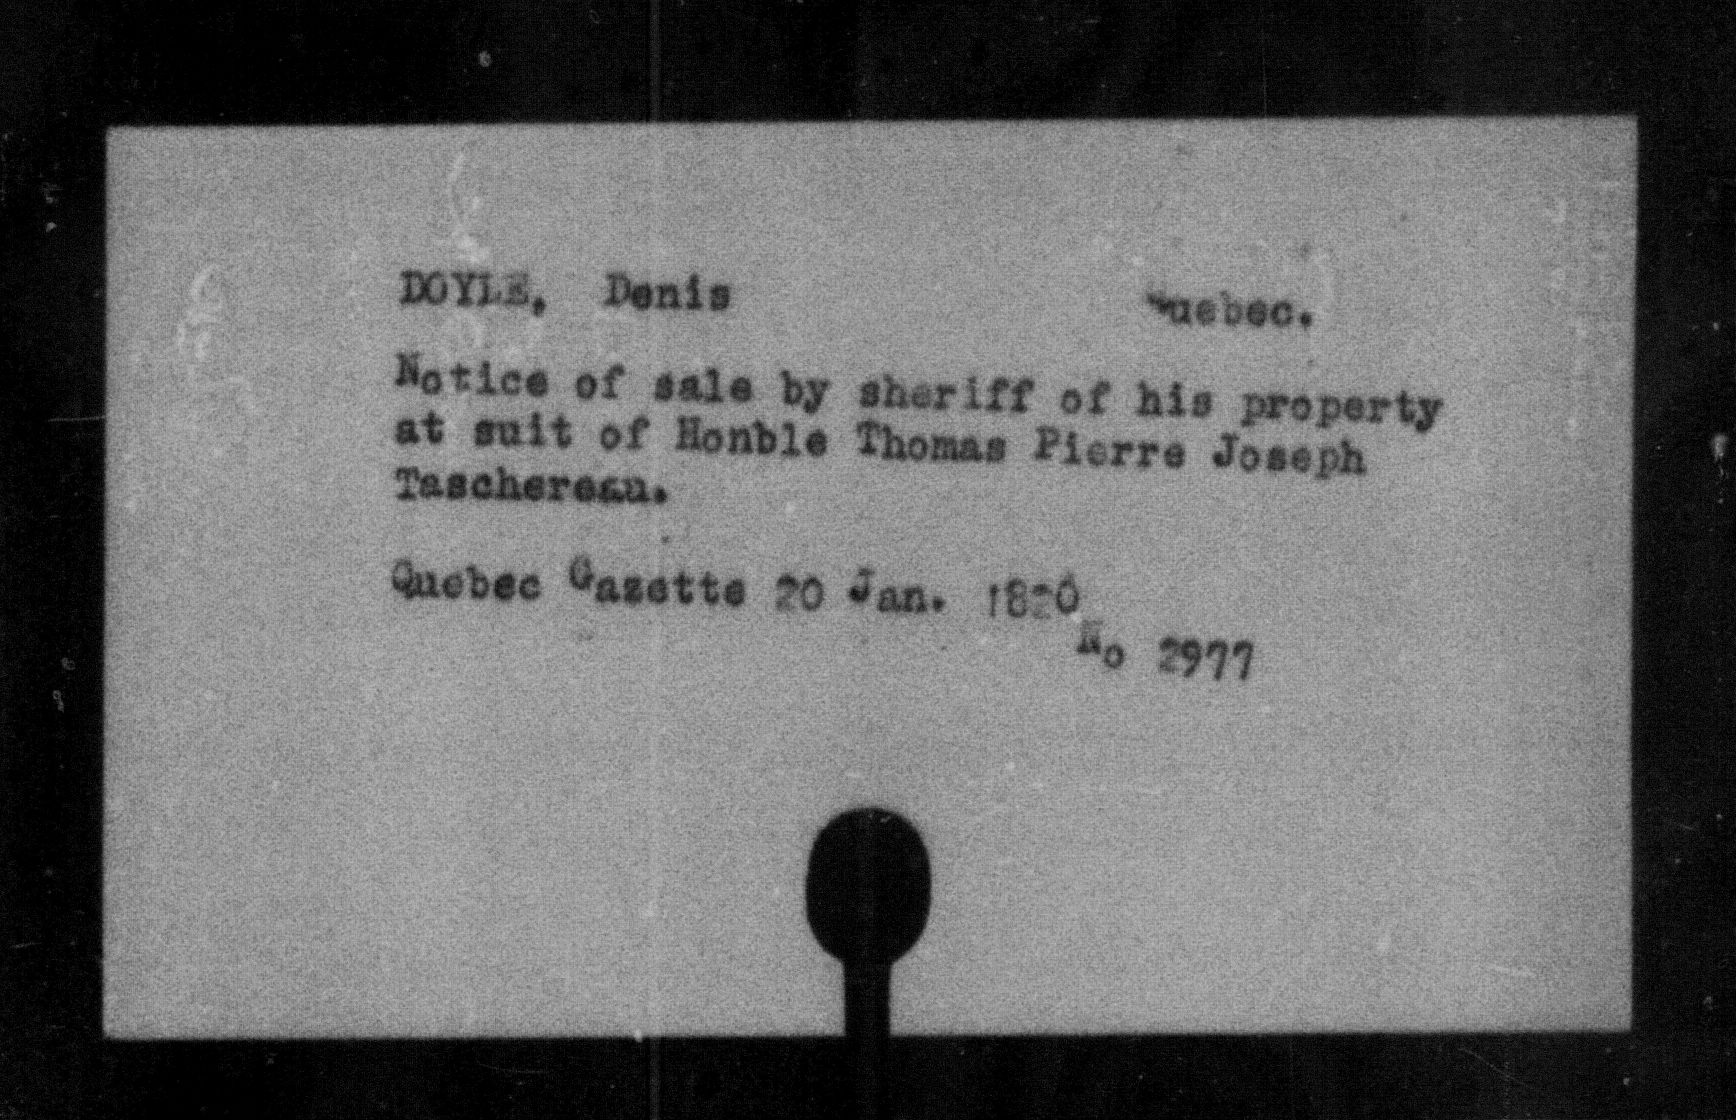 DOYLE, Denis Quebec.
Notice of sale by sheriff of his property
at suit of Honble Thomas Pierre Joseph
Taschereau.
Quebec Gazette 20 Jan. 1820
No 2977